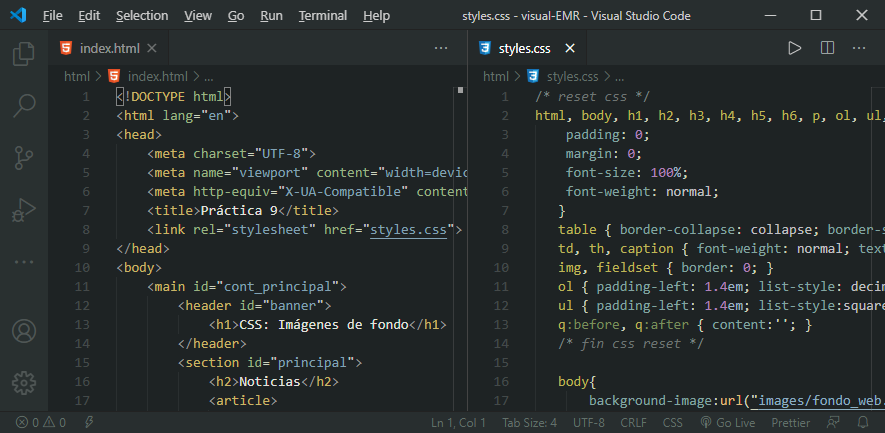 File Edit Selection View Go Run Terminal Help styles.css - visual-EMR - Visual Studio Code
index.html
html > index.html > ...
1 <!DOCTYPE html>
2 <html lang="en">
3 <head>
4 <meta charset="UTF-8">
5 <meta name="viewport" content="width=devic
6 <meta http-equiv="X-UA-Compatible" content
7 <title>Práctica 9</title>
8 <link rel="stylesheet" href="styles.css">
9 </head>
10 <body>
11 <main id="cont_principal">
12 <header id="banner">
13 <h1>CSS: Imágenes de fondo</h1>
14 </header>
15 <section id="principal">
16 <h2>Noticias</h2>
17 <article>
styles.css
html > styles.css > ...
1 /* reset css */
2 html, body, h1, h2, h3, h4, h5, h6, p, ol, ul,
3 padding: 0;
4 margin: 0;
5 font-size: 100%;
6 font-weight: normal;
7 }
8 table { border-collapse: collapse; border-s
9 td, th, caption { font-weight: normal; text
10 img, fieldset { border: 0; }
11 ol { padding-left: 1.4em; list-style: decim
12 ul { padding-left: 1.4em; list-style:square
13 q:before, q:after { content:''; }
14 /* fin css reset */
15
16 body{
17 background-image:url("images/fondo_web.
0 0 Ln 1, Col 1 Tab Size: 4 UTF-8 CRLF CSS Go Live Prettier